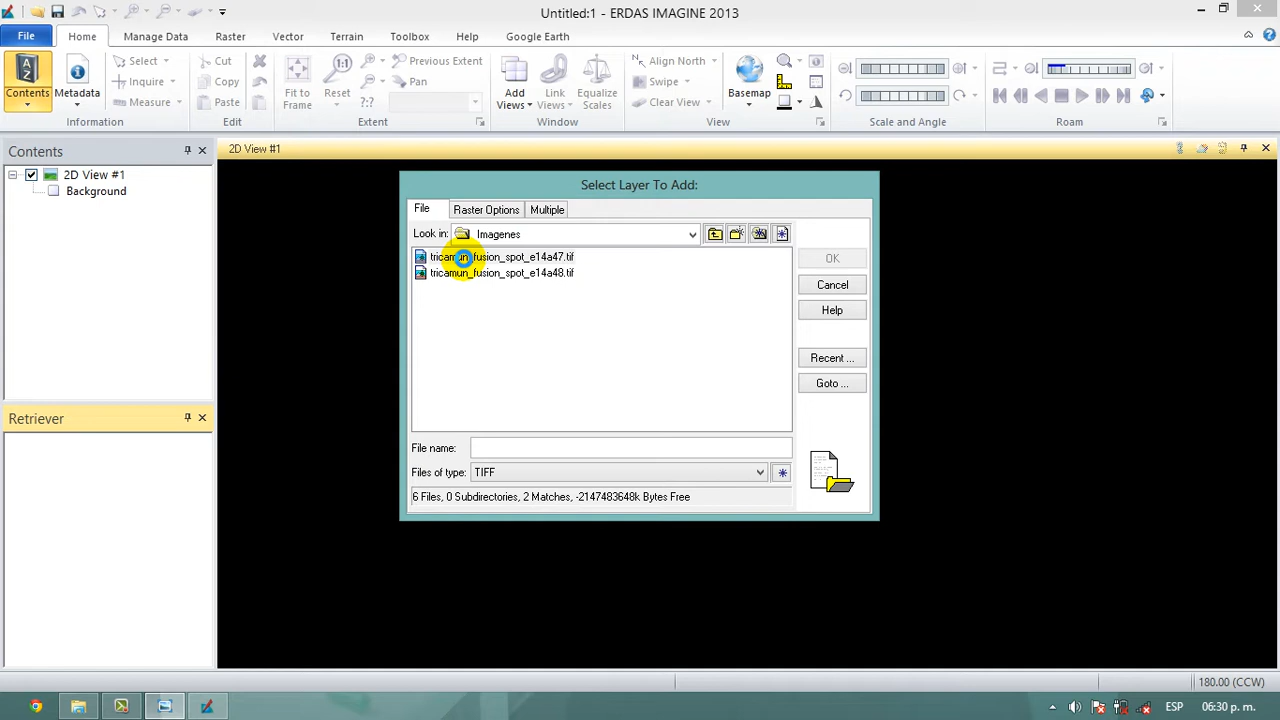 Untitled:1 - ERDAS IMAGINE 2013
File Home Manage Data Raster Vector Terrain Toolbox Help Google Earth
Contents
Metadata
Select
Inquire
Measure
Information
Cut
Copy
Paste
Edit
Fit to Frame
Reset
Previous Extent
Pan
?:?
Extent
Add Views
Link Views
Equalize Scales
Window
Align North
Swipe
Clear View
Basemap
View
Scale and Angle
Roam
Contents
2D View #1
Background
Retriever
2D View #1
Select Layer To Add:
File Raster Options Multiple
Look in: Imagenes
tricamun_fusion_spot_e14a47.tif
tricamun_fusion_spot_e14a48.tif
OK
Cancel
Help
Recent ...
Goto ...
File name:
Files of type: TIFF
6 Files, 0 Subdirectories, 2 Matches, -2147483648k Bytes Free
180.00 (CCW)
ESP 06:30 p. m.